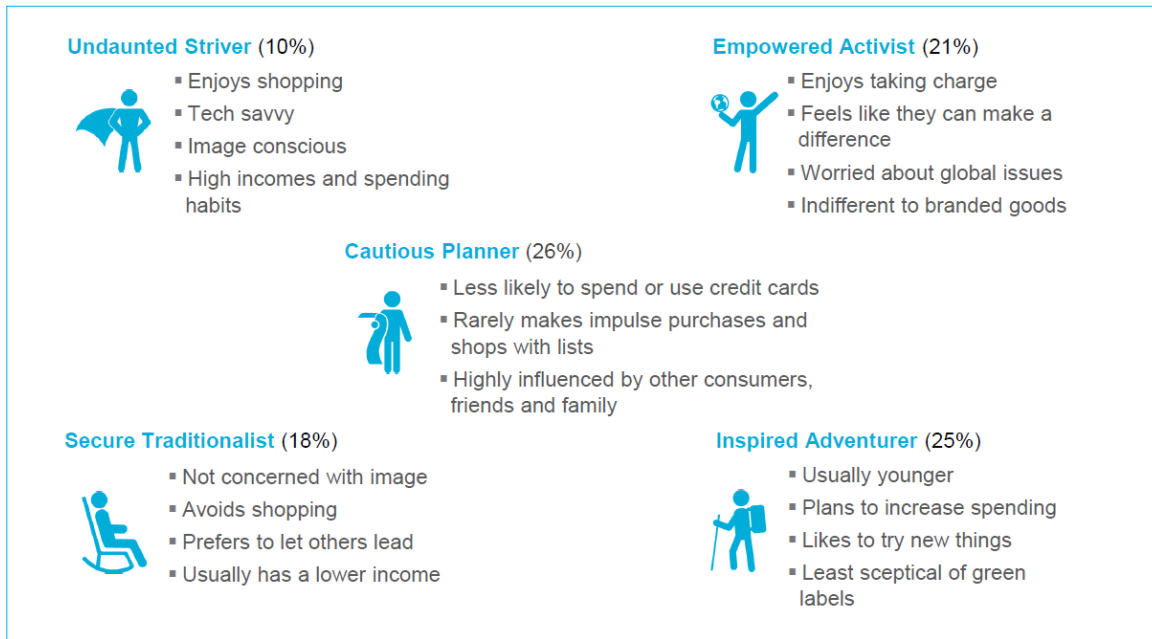 Undaunted Striver (10%)
▪ Enjoys shopping
▪ Tech savvy
▪ Image conscious
▪ High incomes and spending
habits
Empowered Activist (21%)
▪ Enjoys taking charge
▪ Feels like they can make a
difference
▪ Worried about global issues
▪ Indifferent to branded goods
Cautious Planner (26%)
▪ Less likely to spend or use credit cards
▪ Rarely makes impulse purchases and
shops with lists
▪ Highly influenced by other consumers,
friends and family
Secure Traditionalist (18%)
▪ Not concerned with image
▪ Avoids shopping
▪ Prefers to let others lead
▪ Usually has a lower income
Inspired Adventurer (25%)
▪ Usually younger
▪ Plans to increase spending
▪ Likes to try new things
▪ Least sceptical of green
labels